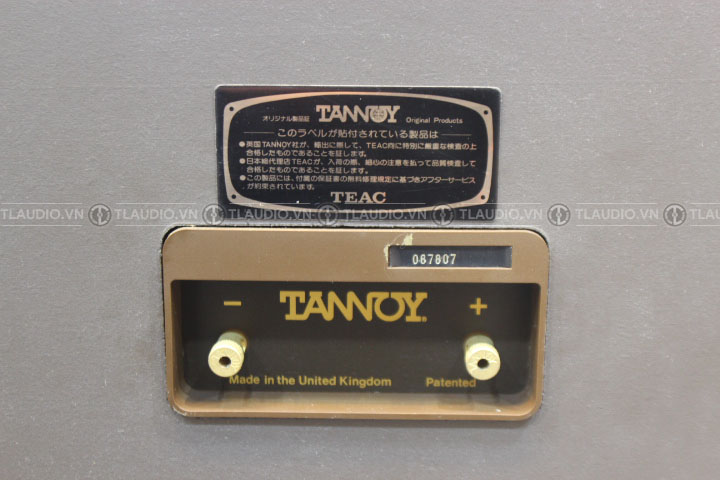 オリジナル製品証 TANNOY Original Products
このラベルが貼付されている製品は
●英国TANNOY社が、輸出に際して、TEAC向に特別に厳重な検査の上
合格したものであることを証します。
●日本総代理店TEACが、入荷の際、細心の注意を払って品質検査して
合格したものであることを証します。
●この製品には、付属の保証書の無料修理規定に基づきアフターサービス
が約束されています。
TEAC
TLAUDIO.VN TLAUDIO.VN TLAUDIO.VN TLAUDIO.VN TLAUDIO.VN TLAUDIO.VN
087807
− TANNOY® +
Made in the United Kingdom Patented